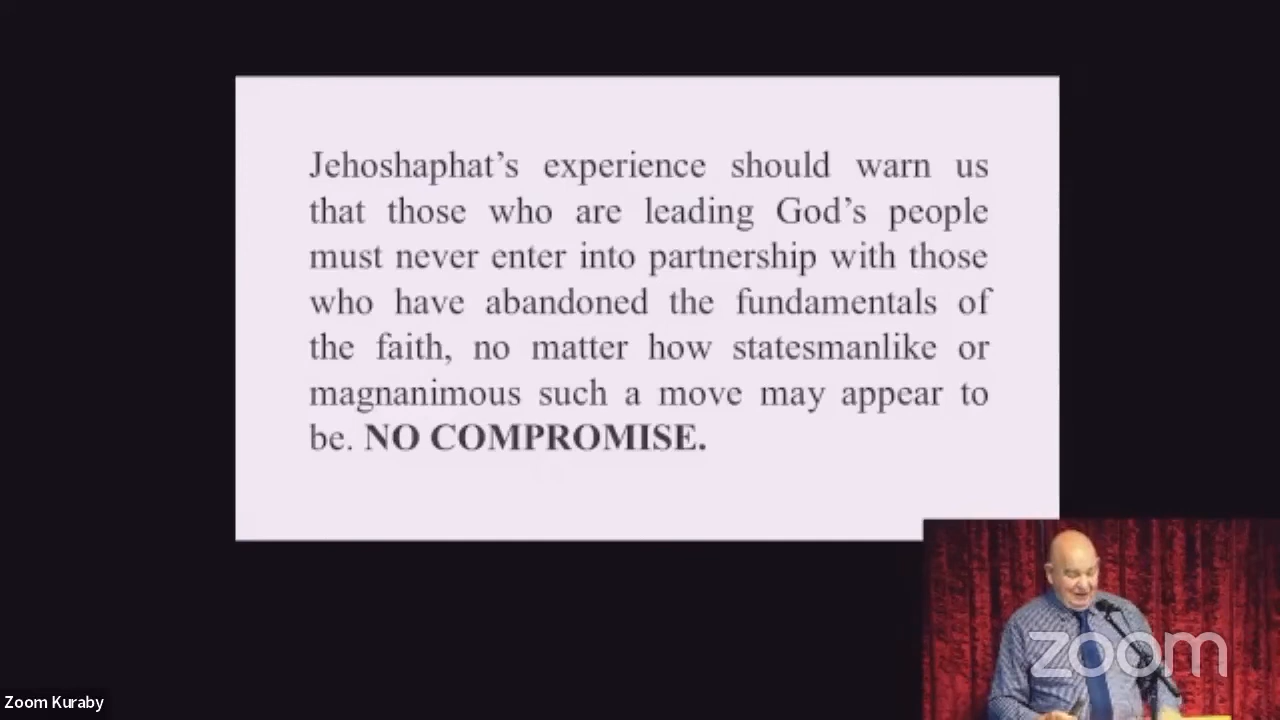 Jehoshaphat’s experience should warn us
that those who are leading God’s people
must never enter into partnership with those
who have abandoned the fundamentals of
the faith, no matter how statesmanlike or
magnanimous such a move may appear to
be. NO COMPROMISE.
zoom
Zoom Kuraby